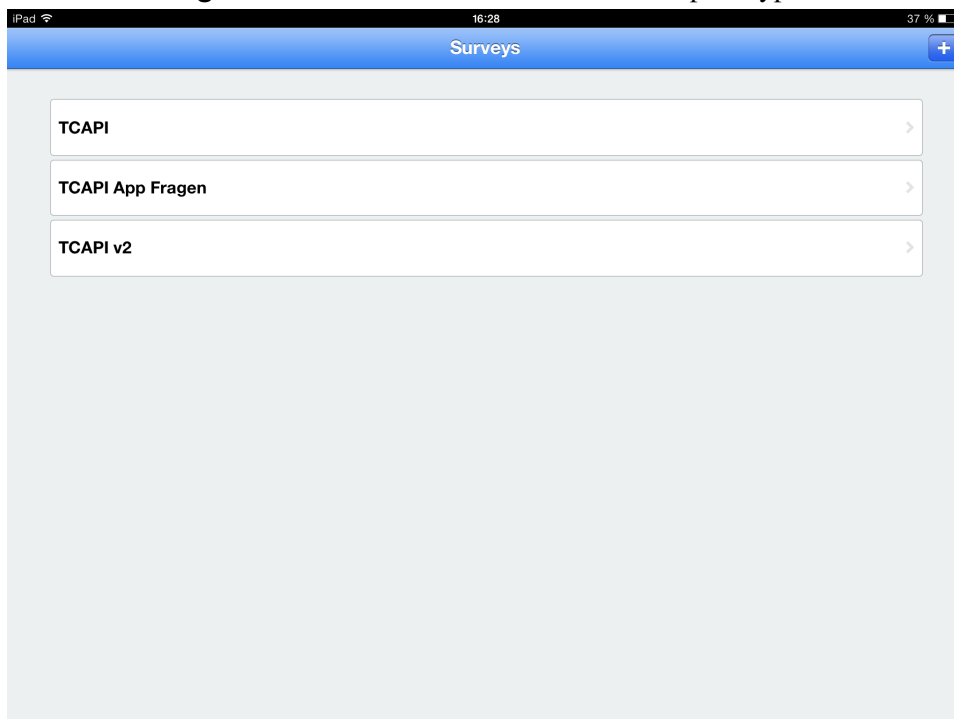 iPad 16:28 37 %
Surveys +
TCAPI
TCAPI App Fragen
TCAPI v2